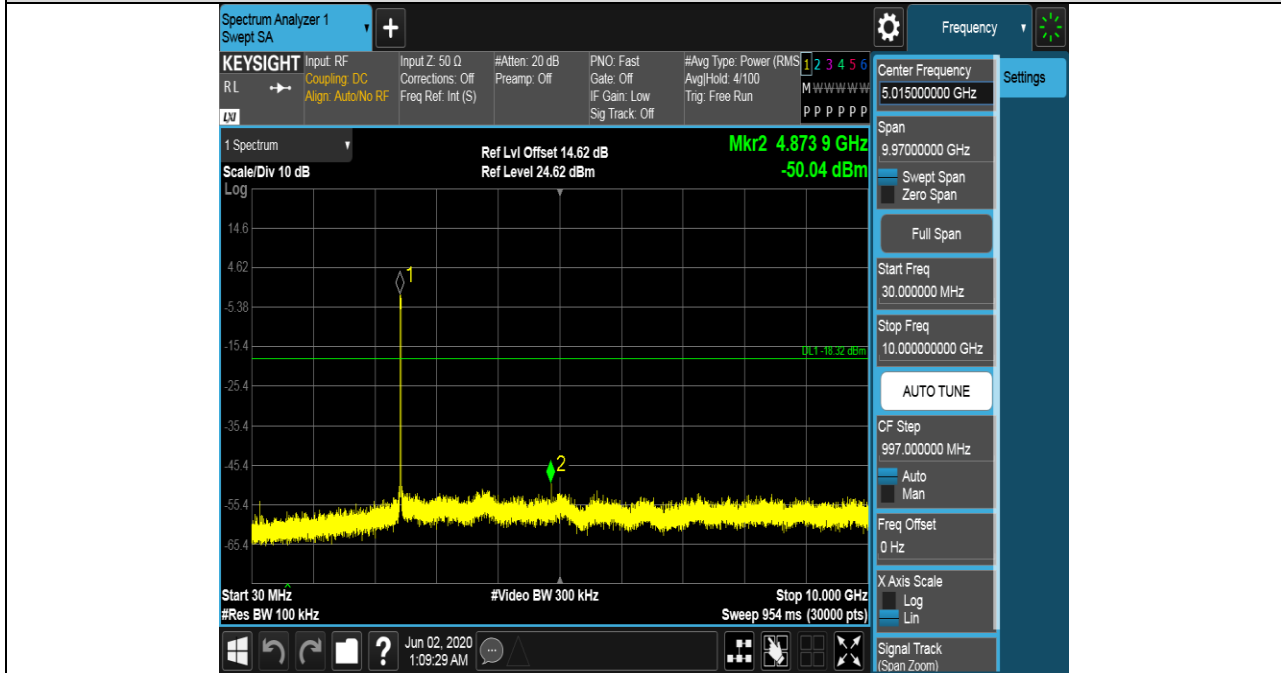 Spectrum Analyzer 1
Swept SA
+
Frequency
KEYSIGHT
RL
LXI
Input: RF
Coupling: DC
Align: Auto/No RF
Input Z: 50 Ω
Corrections: Off
Freq Ref: Int (S)
#Atten: 20 dB
Preamp: Off
PNO: Fast
Gate: Off
IF Gain: Low
Sig Track: Off
#Avg Type: Power (RMS
Avg|Hold: 4/100
Trig: Free Run
1 2 3 4 5 6
M W W W W W
P P P P P P
1 Spectrum
Scale/Div 10 dB
Log
Ref Lvl Offset 14.62 dB
Ref Level 24.62 dBm
Mkr2 4.873 9 GHz
-50.04 dBm
14.6
4.62
-5.38
-15.4
-25.4
-35.4
-45.4
-55.4
-65.4
1
DL1 -18.32 dBm
2
Start 30 MHz
#Res BW 100 kHz
#Video BW 300 kHz
Stop 10.000 GHz
Sweep 954 ms (30000 pts)
Center Frequency
5.015000000 GHz
Span
9.97000000 GHz
Swept Span
Zero Span
Full Span
Start Freq
30.000000 MHz
Stop Freq
10.000000000 GHz
AUTO TUNE
CF Step
997.000000 MHz
Auto
Man
Freq Offset
0 Hz
X Axis Scale
Log
Lin
Signal Track
(Span Zoom)
Settings
?
Jun 02, 2020
1:09:29 AM